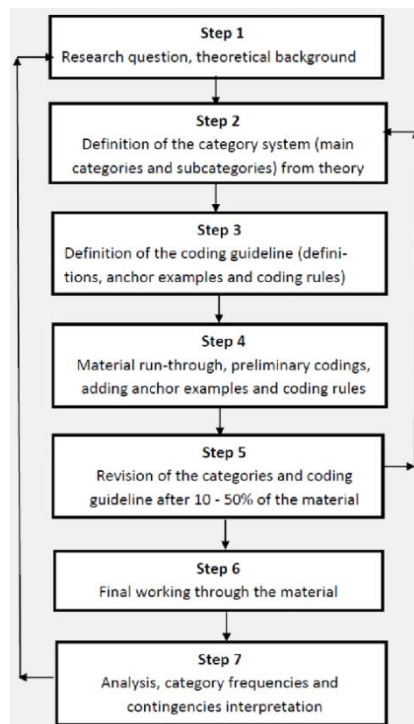 Step 1
Research question, theoretical background
Step 2
Definition of the category system (main
categories and subcategories) from theory
Step 3
Definition of the coding guideline (defini-
tions, anchor examples and coding rules)
Step 4
Material run-through, preliminary codings,
adding anchor examples and coding rules
Step 5
Revision of the categories and coding
guideline after 10 - 50% of the material
Step 6
Final working through the material
Step 7
Analysis, category frequencies and
contingencies interpretation